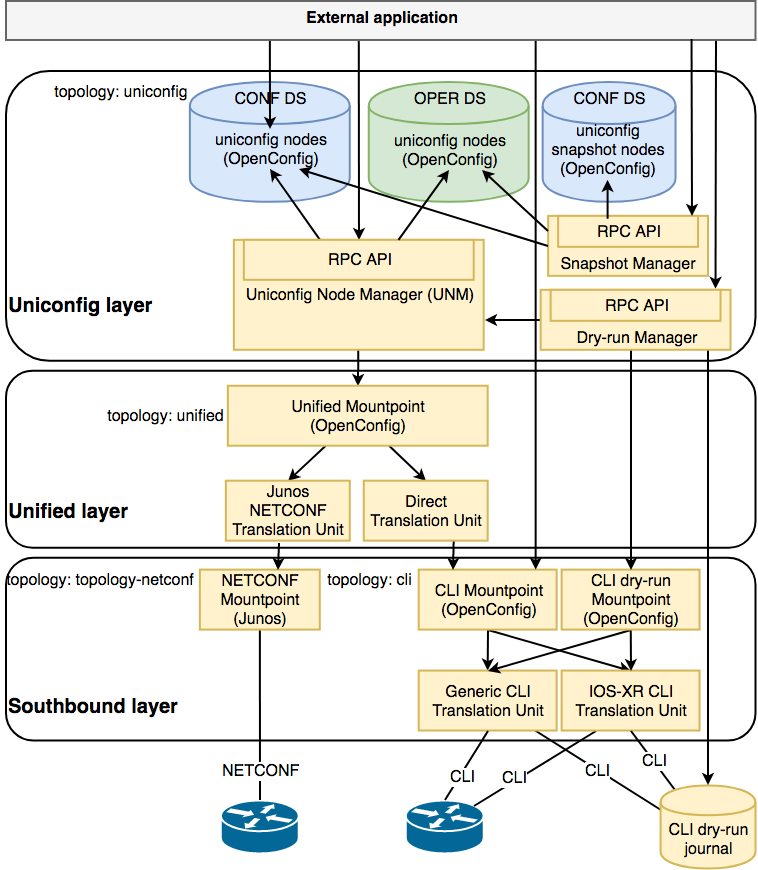 External application
topology: uniconfig
CONF DS
uniconfig nodes
(OpenConfig)
OPER DS
uniconfig nodes
(OpenConfig)
CONF DS
uniconfig
snapshot nodes
(OpenConfig)
RPC API
Snapshot Manager
RPC API
Uniconfig Node Manager (UNM)
RPC API
Dry-run Manager
Uniconfig layer
topology: unified
Unified Mountpoint
(OpenConfig)
Junos
NETCONF
Translation Unit
Direct
Translation Unit
Unified layer
topology: topology-netconf
NETCONF
Mountpoint
(Junos)
topology: cli
CLI Mountpoint
(OpenConfig)
CLI dry-run
Mountpoint
(OpenConfig)
Generic CLI
Translation Unit
IOS-XR CLI
Translation Unit
Southbound layer
NETCONF
CLI
CLI
CLI
CLI
CLI dry-run
journal